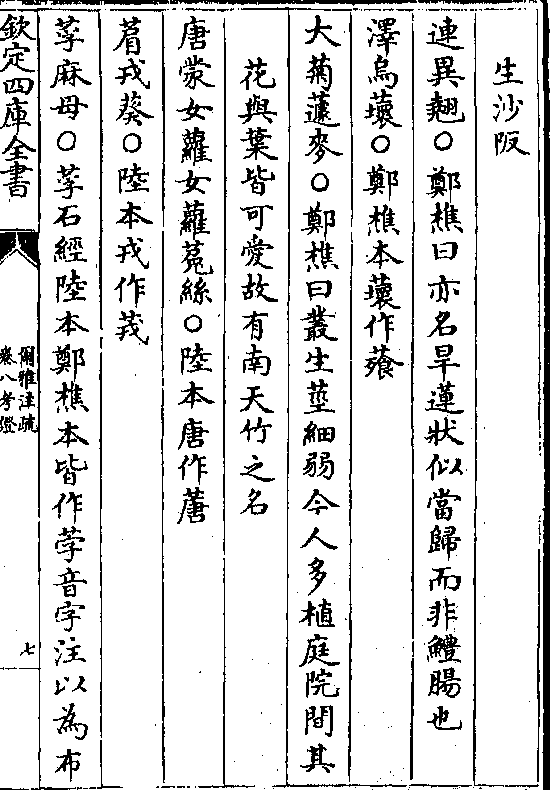 生沙阪
連異翹○鄭樵曰亦名旱蓮狀似當歸而非鱧腸也
澤烏蘾○鄭樵本蘾作薞
大菊蘧麥○鄭樵曰叢生莖細弱今人多植庭院間其
花與葉皆可愛故有南天竹之名
唐蒙女蘿女蘿菟絲○陸本唐作蓎
菺戎葵○陸本戎作茙
莩麻母○莩石經陸本鄭樵本皆作荸音字注以為布
欽定四庫全書
爾雅注疏
卷八考證
七